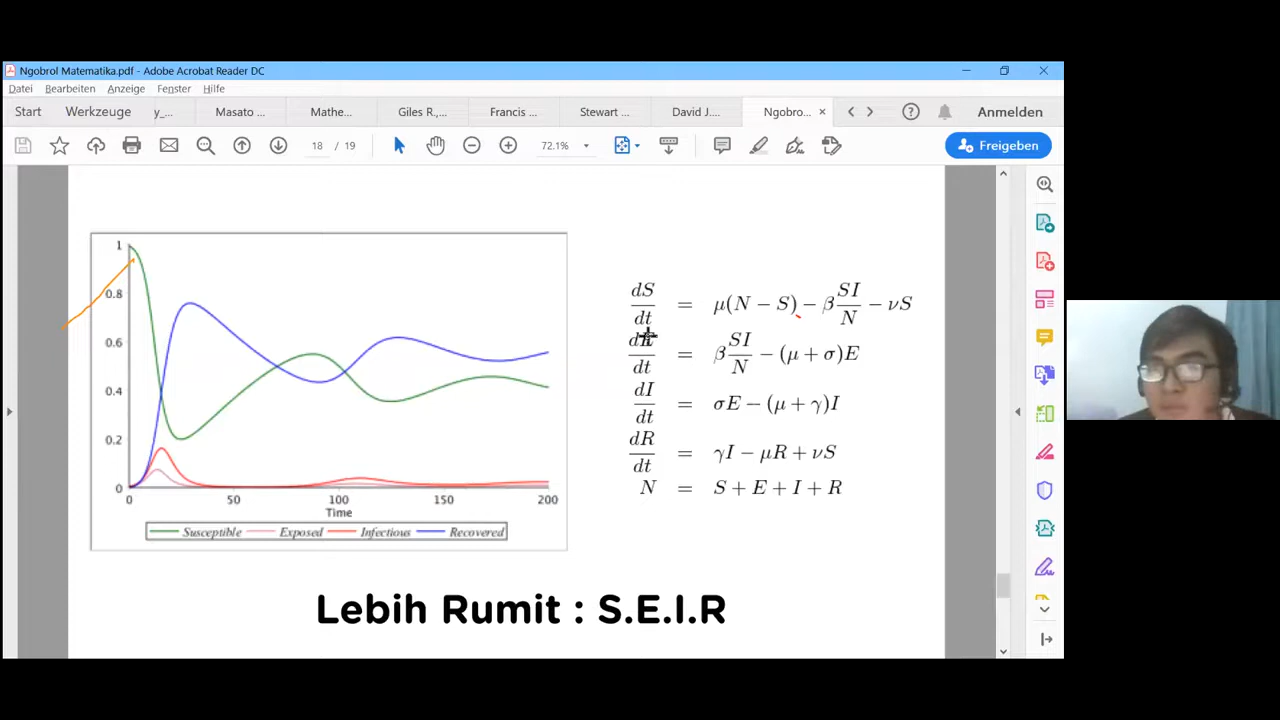 Ngobrol Matematika.pdf - Adobe Acrobat Reader DC
Datei Bearbeiten Anzeige Fenster Hilfe
Start Werkzeuge y_... Masato ... Mathe... Giles R.,... Francis ... Stewart ... David J.... Ngobro... × Anmelden
18 / 19 72.1% Freigeben
1
0.8
0.6
0.4
0.2
0
0 50 100 150 200
Time
Susceptible Exposed Infectious Recovered
dS/dt = μ(N − S) − β SI/N − νS
dE/dt = β SI/N − (μ + σ)E
dI/dt = σE − (μ + γ)I
dR/dt = γI − μR + νS
N = S + E + I + R
Lebih Rumit : S.E.I.R